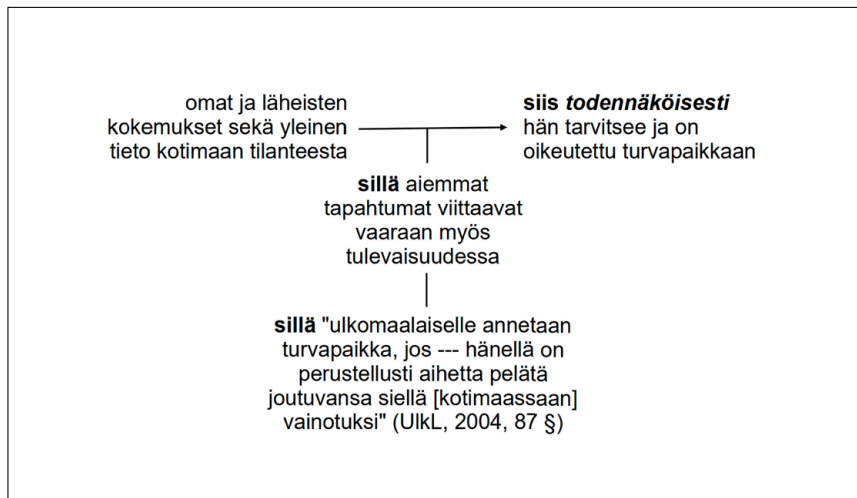 omat ja läheisten
kokemukset sekä yleinen
tieto kotimaan tilanteesta
siis todennäköisesti
hän tarvitsee ja on
oikeutettu turvapaikkaan
sillä aiemmat
tapahtumat viittaavat
vaaraan myös
tulevaisuudessa
sillä "ulkomaalaiselle annetaan
turvapaikka, jos --- hänellä on
perustellusti aihetta pelätä
joutuvansa siellä [kotimaassaan]
vainotuksi" (UlkL, 2004, 87 §)